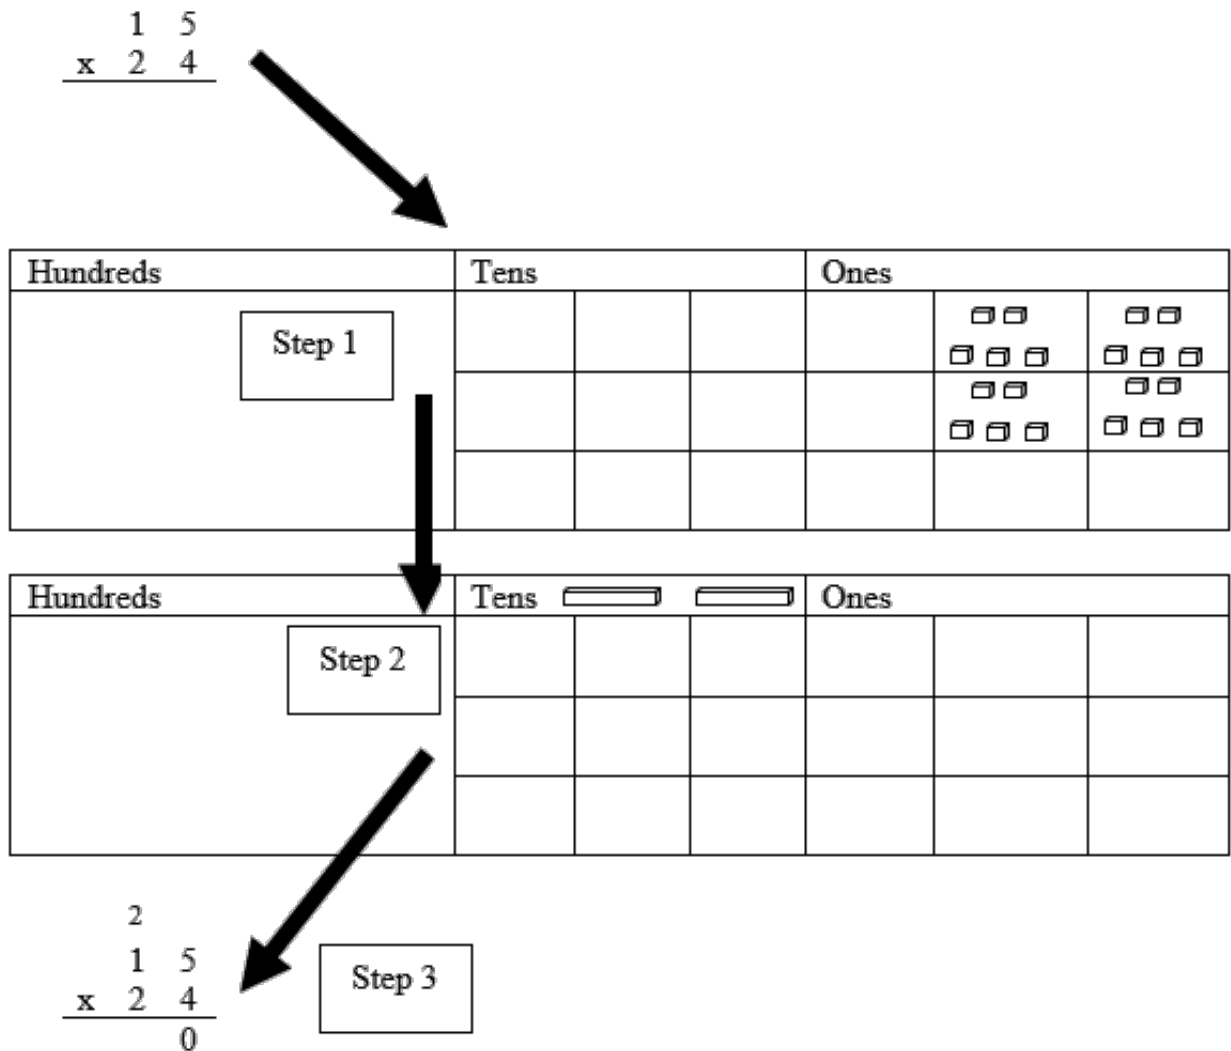 1 5
x 2 4
Hundreds Tens Ones
Step 1
Hundreds Tens Ones
Step 2
2
1 5
x 2 4
0
Step 3